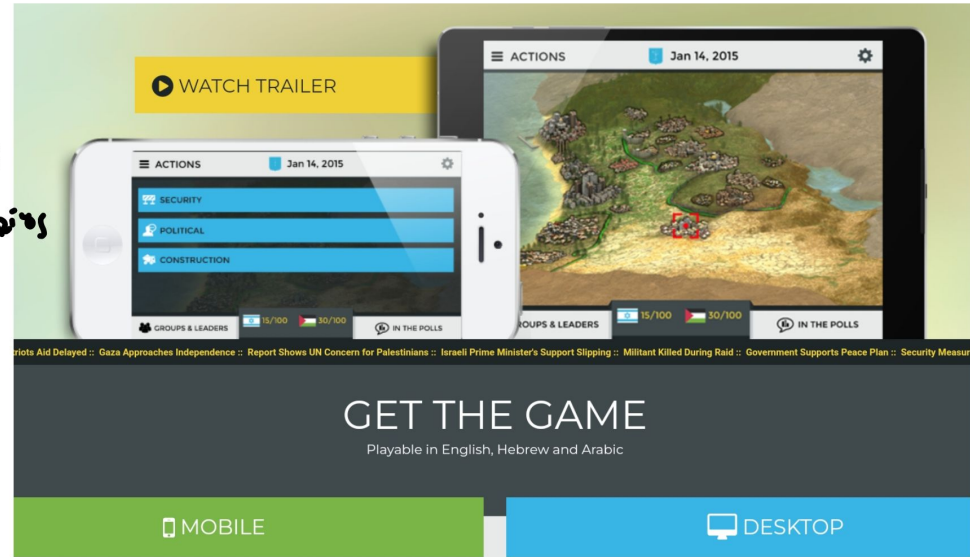 ACTIONS Jan 14, 2015
WATCH TRAILER
ACTIONS Jan 14, 2015
SECURITY
POLITICAL
CONSTRUCTION
GROUPS & LEADERS 15/100 30/100 IN THE POLLS
ROUPS & LEADERS 15/100 30/100 IN THE POLLS
riots Aid Delayed :: Gaza Approaches Independence :: Report Shows UN Concern for Palestinians :: Israeli Prime Minister's Support Slipping :: Militant Killed During Raid :: Government Supports Peace Plan :: Security Measur
GET THE GAME
Playable in English, Hebrew and Arabic
MOBILE
DESKTOP